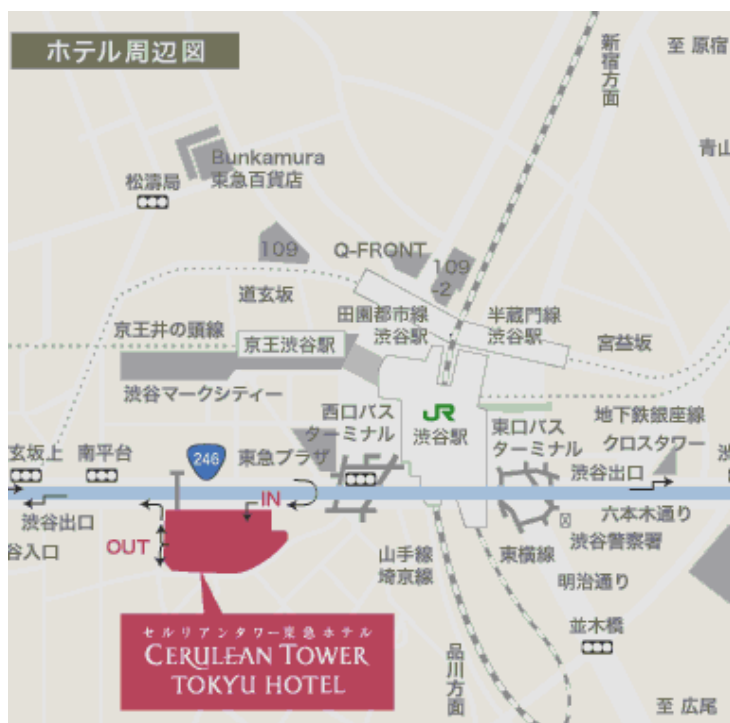 ホテル周辺図
新宿方面
至 原宿
青山
Bunkamura
東急百貨店
松濤局
109
Q-FRONT
109
-2
道玄坂
田園都市線
渋谷駅
半蔵門線
渋谷駅
京王井の頭線
京王渋谷駅
宮益坂
渋谷マークシティー
西口バス
ターミナル
JR
渋谷駅
東口バス
ターミナル
地下鉄銀座線
クロスタワー
玄坂上
南平台
246
東急プラザ
渋谷出口
渋
渋谷出口
IN
六本木通り
谷入口
OUT
山手線
埼京線
東横線
渋谷警察署
明治通り
セルリアンタワー東急ホテル
CERULEAN TOWER
TOKYU HOTEL
品川方面
並木橋
至 広尾